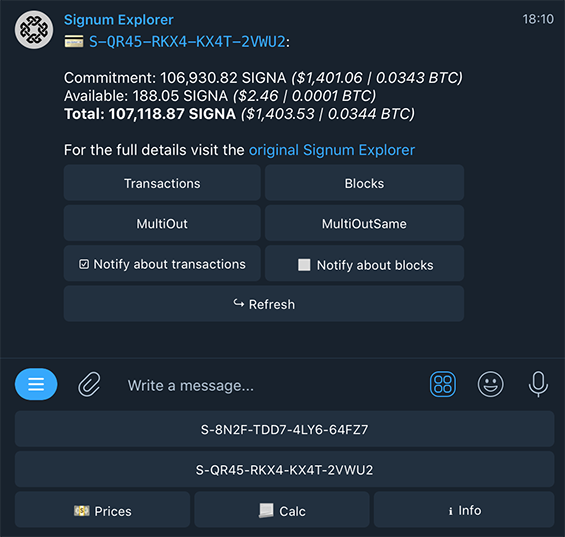 Signum Explorer
18:10
💳 S-QR45-RKX4-KX4T-2VWU2:
Commitment: 106,930.82 SIGNA ($1,401.06 | 0.0343 BTC)
Available: 188.05 SIGNA ($2.46 | 0.0001 BTC)
Total: 107,118.87 SIGNA ($1,403.53 | 0.0344 BTC)
For the full details visit the original Signum Explorer
Transactions
Blocks
MultiOut
MultiOutSame
☑ Notify about transactions
⬜ Notify about blocks
↪ Refresh
Write a message...
S-8N2F-TDD7-4LY6-64FZ7
S-QR45-RKX4-KX4T-2VWU2
💵 Prices
🧾 Calc
ℹ Info